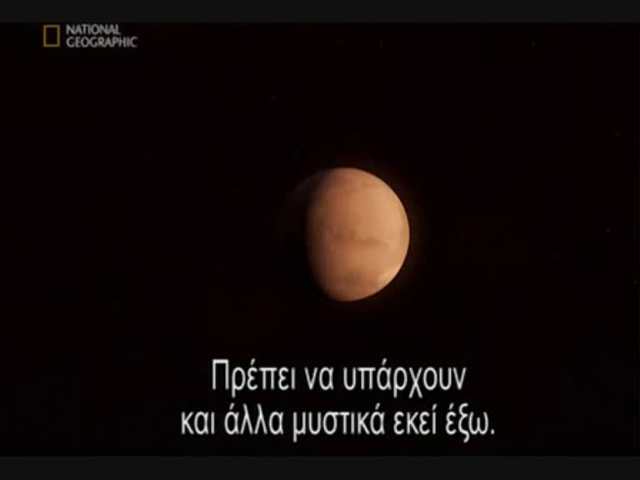 NATIONAL
GEOGRAPHIC
Πρέπει να υπάρχουν
και άλλα μυστικά εκεί έξω.